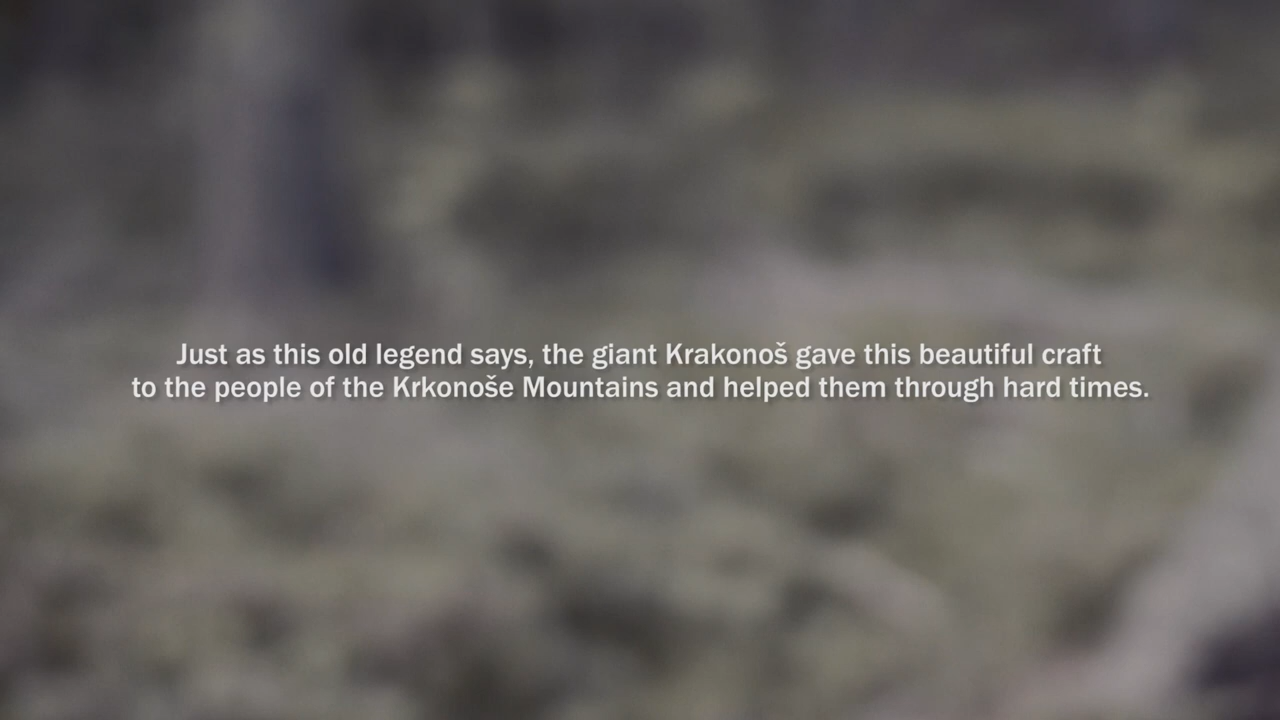 Just as this old legend says, the giant Krakonoš gave this beautiful craft
to the people of the Krkonoše Mountains and helped them through hard times.